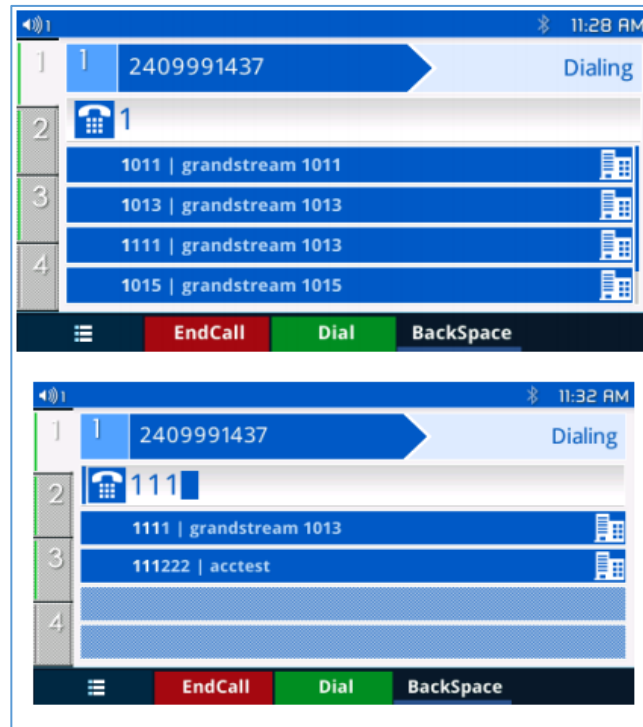 1 11:28 AM
1 1 2409991437 Dialing
2 1
1011 | grandstream 1011
3 1013 | grandstream 1013
1111 | grandstream 1013
4 1015 | grandstream 1015
EndCall Dial BackSpace
1 11:32 AM
1 1 2409991437 Dialing
2 111
1111 | grandstream 1013
3 111222 | acctest
4
EndCall Dial BackSpace